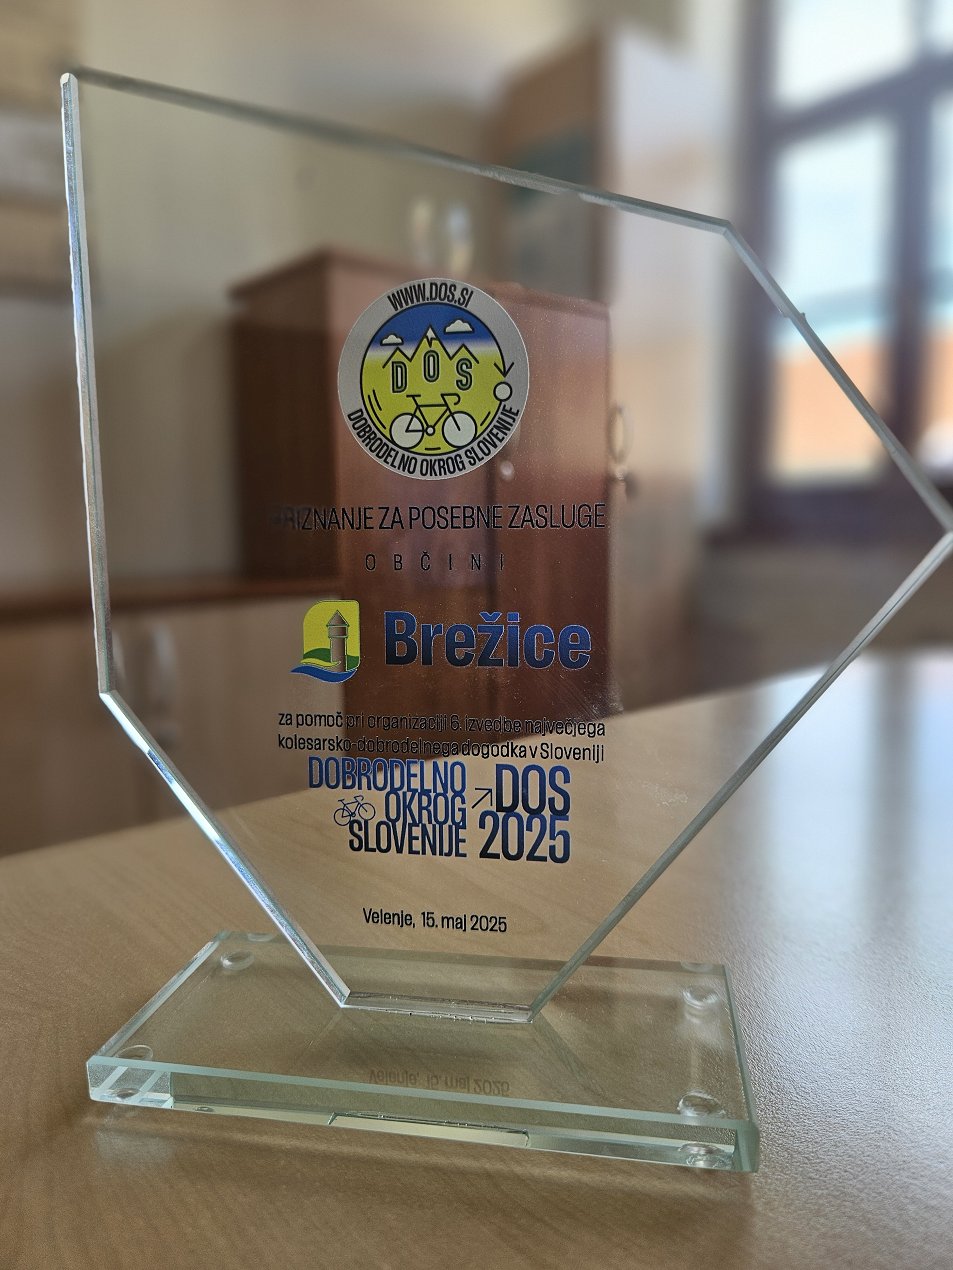 WWW.DOS.SI
DOS
DOBRODELNO OKROG SLOVENIJE
PRIZNANJE ZA POSEBNE ZASLUGE
OBČINI
Brežice
za pomoč pri organizaciji 6. izvedbe največjega
kolesarsko-dobrodelnega dogodka v Sloveniji
DOBRODELNO
OKROG
SLOVENIJE
DOS
2025
Velenje, 15. maj 2025